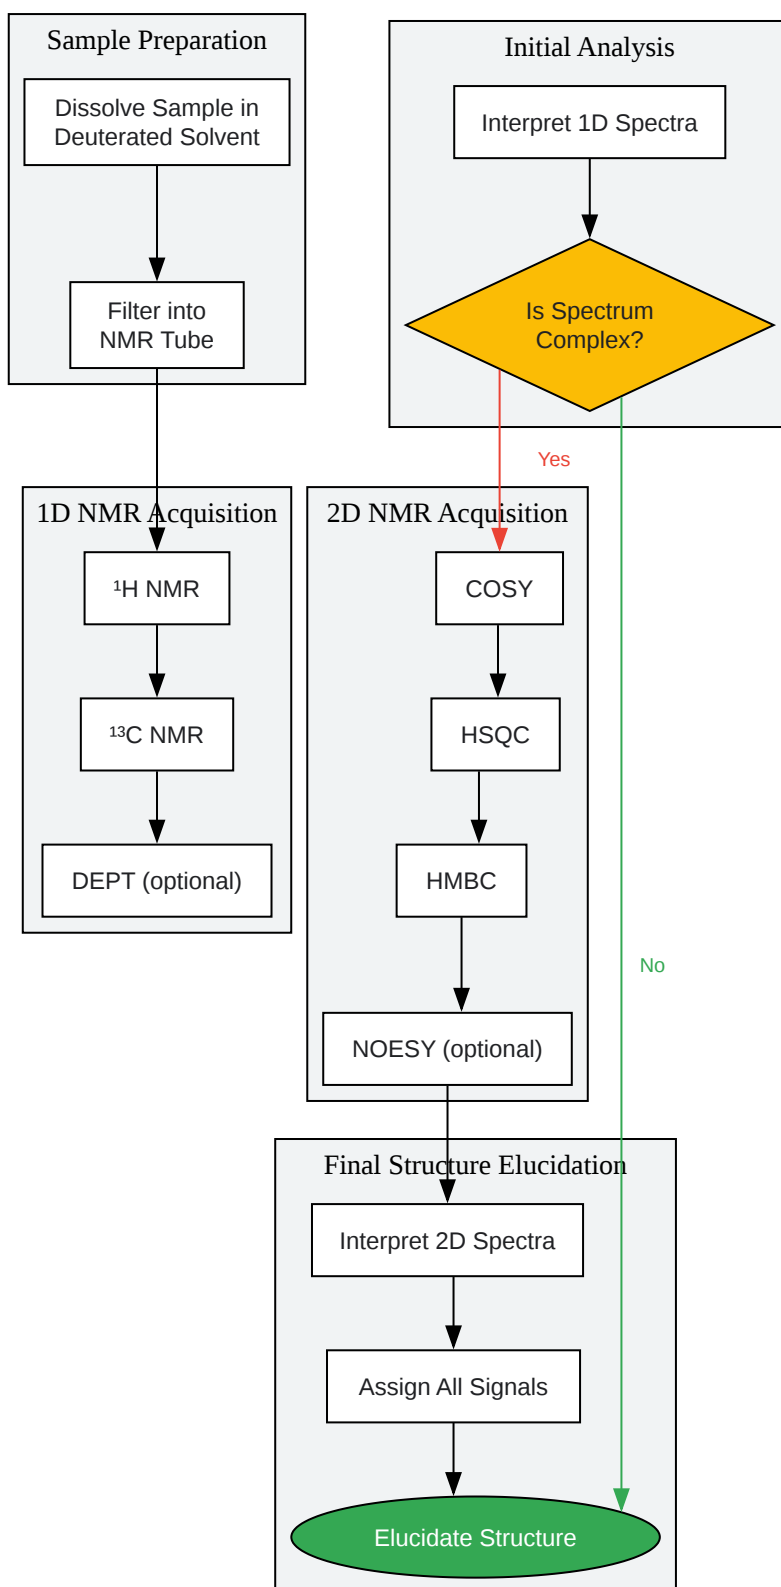 Sample Preparation
Dissolve Sample in
Deuterated Solvent
Filter into
NMR Tube
1D NMR Acquisition
¹H NMR
¹³C NMR
DEPT (optional)
Initial Analysis
Interpret 1D Spectra
Is Spectrum
Complex?
Yes
No
2D NMR Acquisition
COSY
HSQC
HMBC
NOESY (optional)
Final Structure Elucidation
Interpret 2D Spectra
Assign All Signals
Elucidate Structure